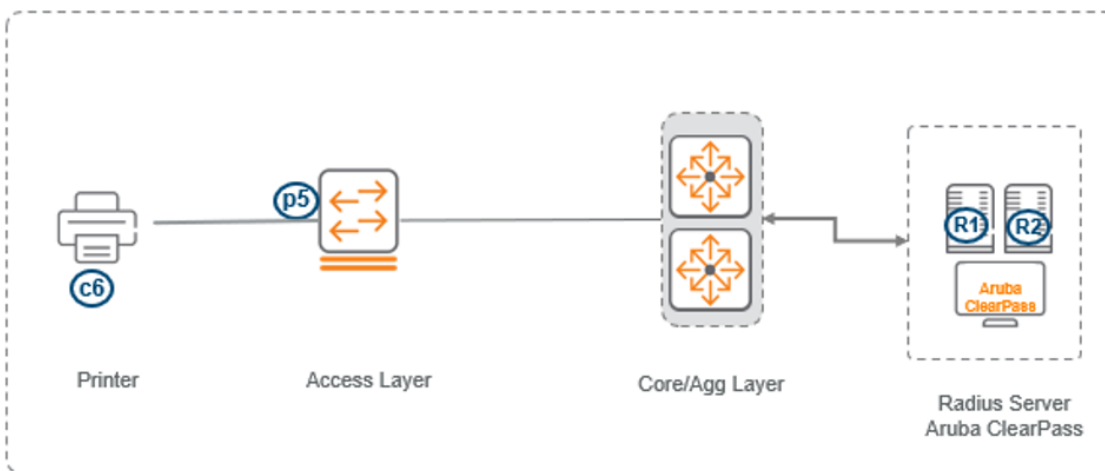 p5
R1
R2
c6
Aruba
ClearPass
Printer
Access Layer
Core/Agg Layer
Radius Server
Aruba ClearPass